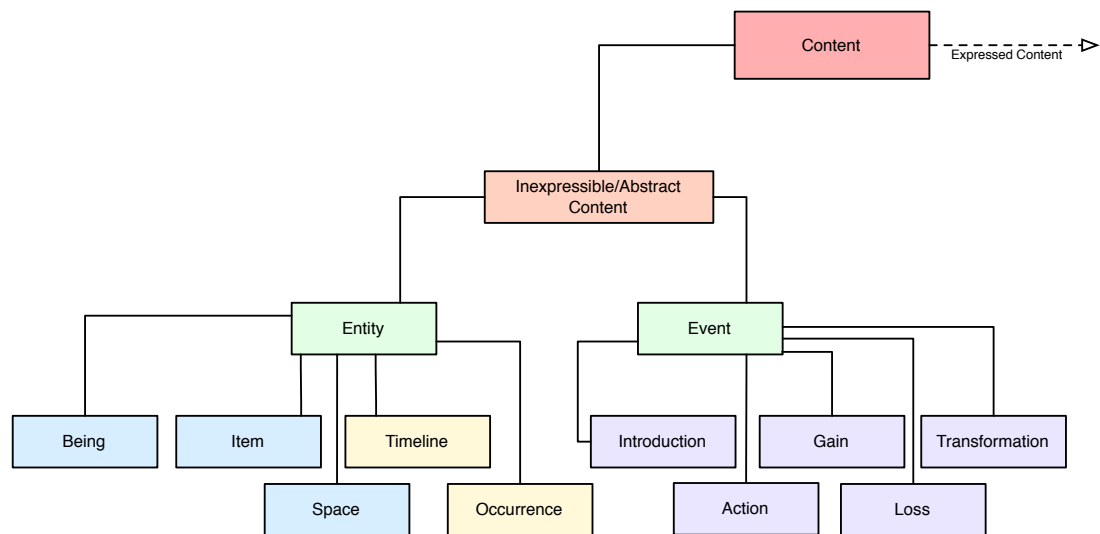 Content
Expressed Content
Inexpressible/Abstract
Content
Entity
Event
Being
Item
Timeline
Introduction
Gain
Transformation
Space
Occurrence
Action
Loss